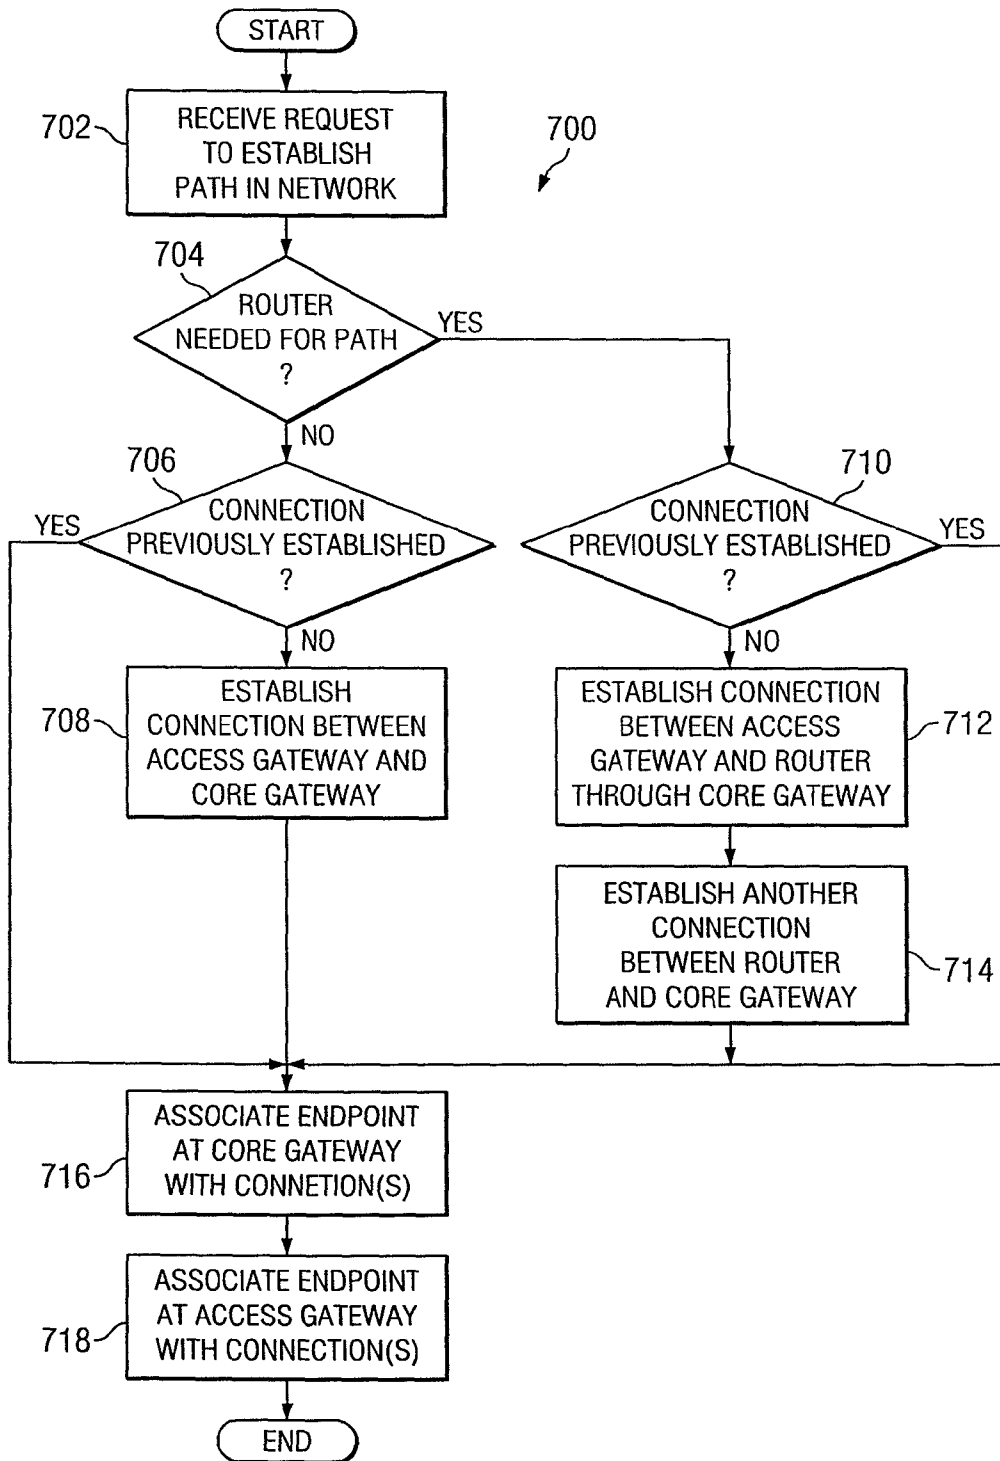 START
702
RECEIVE REQUEST
TO ESTABLISH
PATH IN NETWORK
700
704
ROUTER
NEEDED FOR PATH
?
YES
NO
706
YES
CONNECTION
PREVIOUSLY ESTABLISHED
?
NO
710
CONNECTION
PREVIOUSLY ESTABLISHED
?
YES
NO
708
ESTABLISH
CONNECTION BETWEEN
ACCESS GATEWAY AND
CORE GATEWAY
ESTABLISH CONNECTION
BETWEEN ACCESS
GATEWAY AND ROUTER
THROUGH CORE GATEWAY
712
ESTABLISH ANOTHER
CONNECTION
BETWEEN ROUTER
AND CORE GATEWAY
714
716
ASSOCIATE ENDPOINT
AT CORE GATEWAY
WITH CONNETION(S)
718
ASSOCIATE ENDPOINT
AT ACCESS GATEWAY
WITH CONNECTION(S)
END